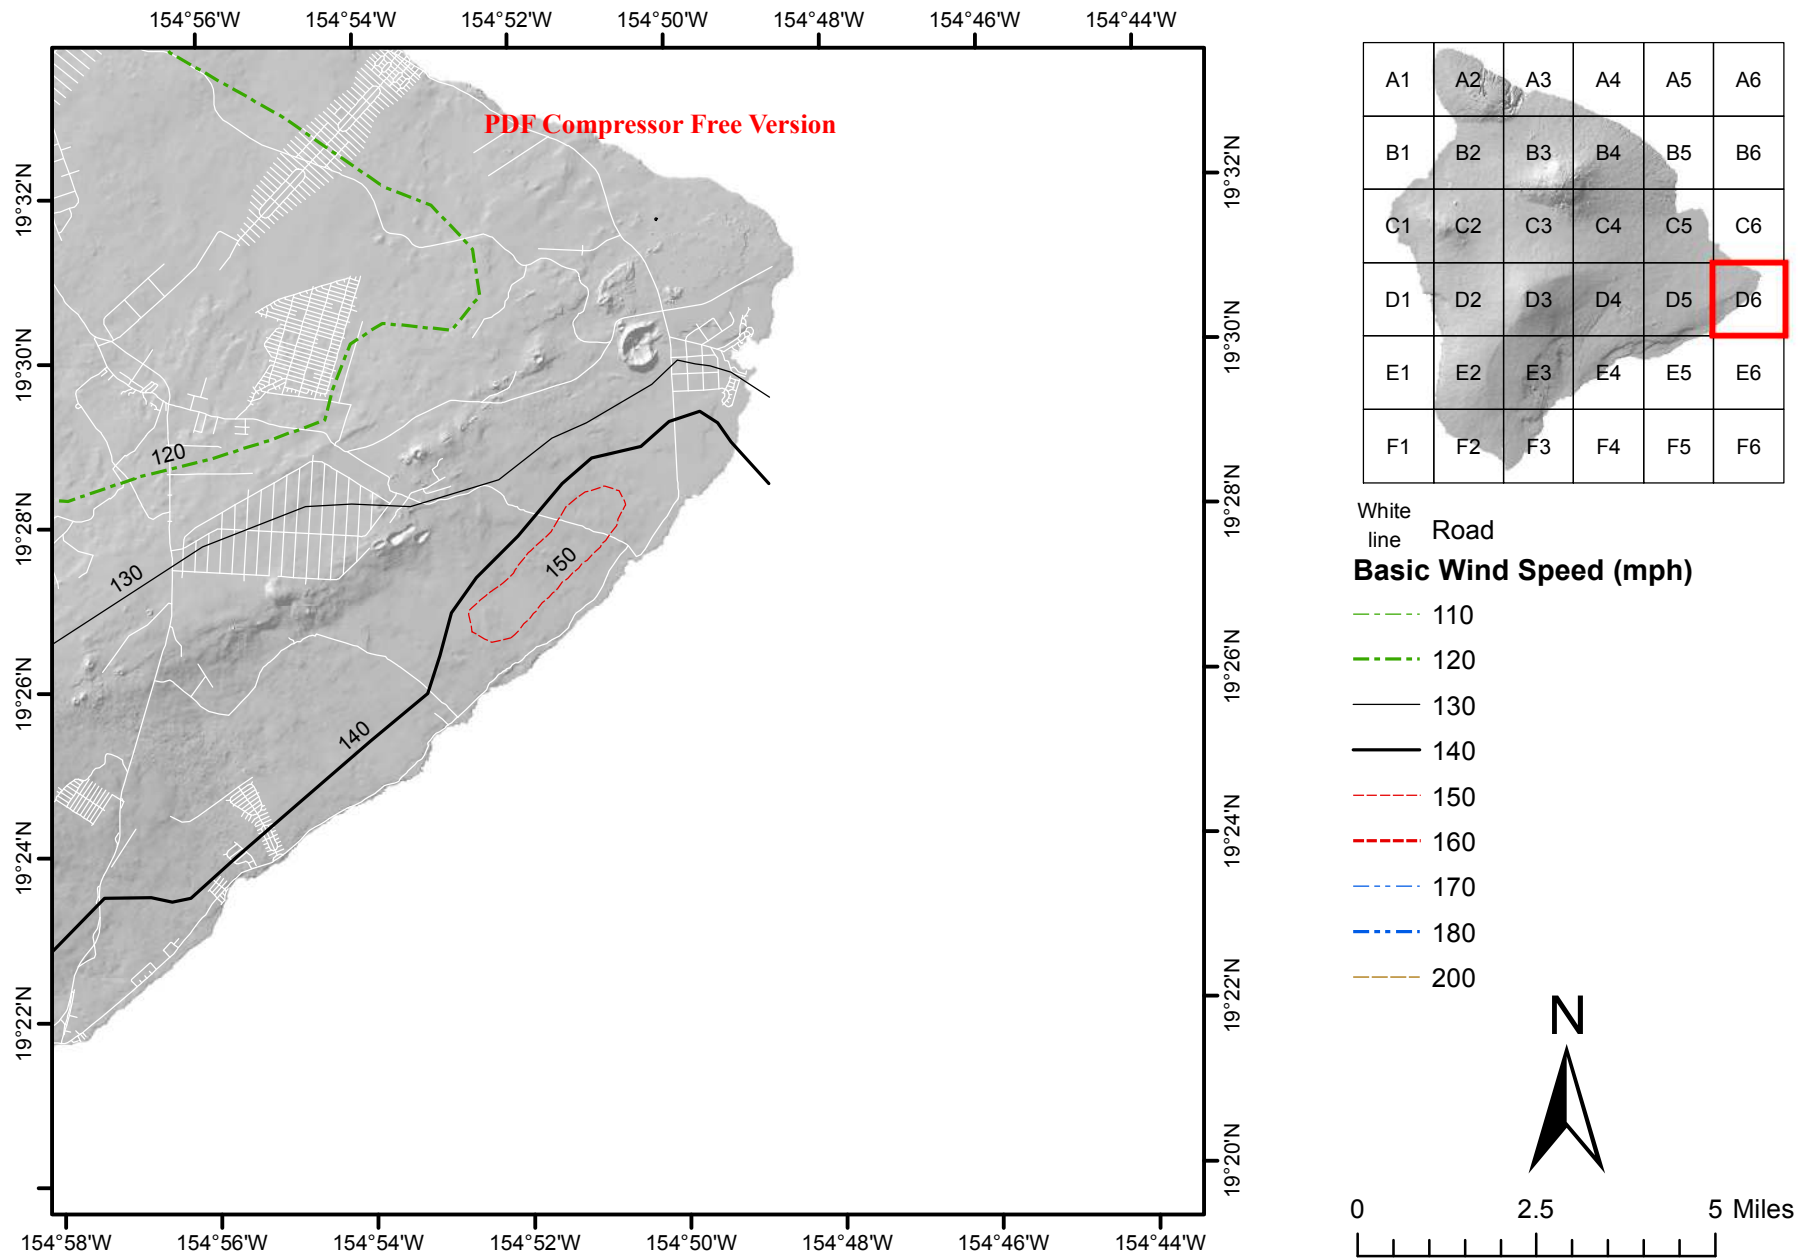 154°56'W 154°54'W 154°52'W 154°50'W 154°48'W 154°46'W 154°44'W
PDF Compressor Free Version
19°32'N
19°30'N
19°28'N
19°26'N
19°24'N
19°22'N
120
130
140
150
19°32'N
19°30'N
19°28'N
19°26'N
19°24'N
19°22'N
19°20'N
154°58'W 154°56'W 154°54'W 154°52'W 154°50'W 154°48'W 154°46'W 154°44'W
A1 A2 A3 A4 A5 A6
B1 B2 B3 B4 B5 B6
C1 C2 C3 C4 C5 C6
D1 D2 D3 D4 D5 D6
E1 E2 E3 E4 E5 E6
F1 F2 F3 F4 F5 F6
White
line Road
Basic Wind Speed (mph)
110
120
130
140
150
160
170
180
200
N
0 2.5 5 Miles